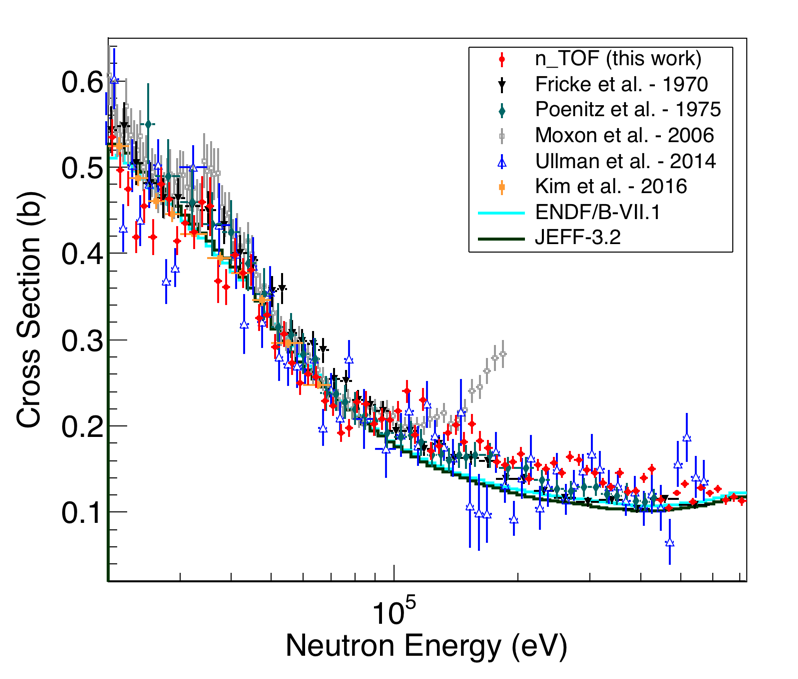 n_TOF (this work)
Fricke et al. - 1970
Poenitz et al. - 1975
Moxon et al. - 2006
Ullman et al. - 2014
Kim et al. - 2016
ENDF/B-VII.1
JEFF-3.2
Cross Section (b)
0.6
0.5
0.4
0.3
0.2
0.1
10⁵
Neutron Energy (eV)